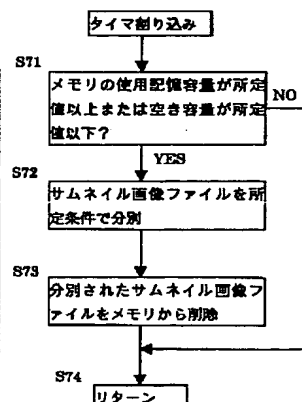 タイマ割り込み
S71
メモリの使用記憶容量が所定
値以上または空き容量が所定
値以下?
NO
YES
S72
サムネイル画像ファイルを所
定条件で分別
S73
分別されたサムネイル画像フ
ァイルをメモリから削除
S74
リターン